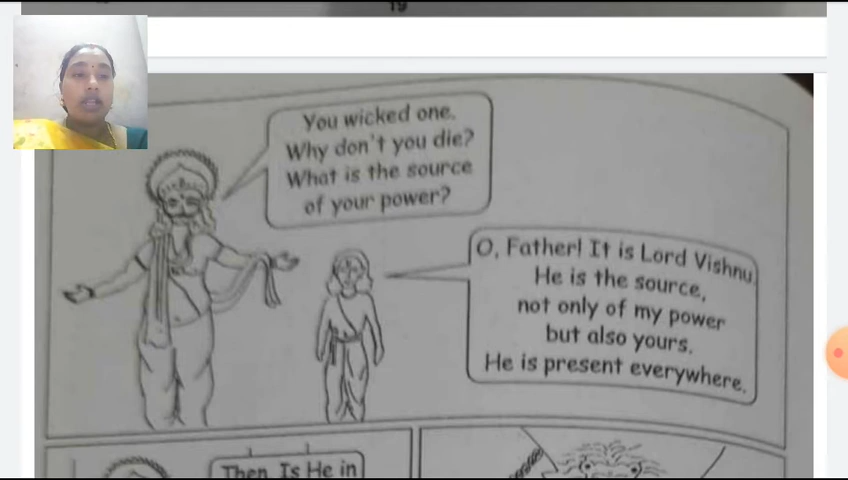 19
You wicked one.
Why don't you die?
What is the source
of your power?
O, Father! It is Lord Vishnu.
He is the source,
not only of my power
but also yours.
He is present everywhere.
Then, Is He in